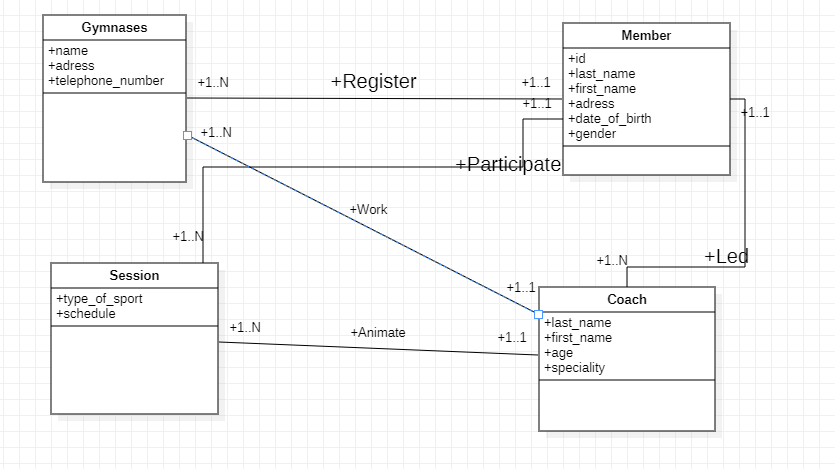 Gymnases
+name
+adress
+telephone_number
+1..N
+Register
+1..1
+1..1
Member
+id
+last_name
+first_name
+adress
+date_of_birth
+gender
+1..1
+1..N
+Participate
+Work
+1..N
+1..N
+Led
Session
+type_of_sport
+schedule
+1..1
Coach
+last_name
+first_name
+age
+speciality
+1..N
+Animate
+1..1